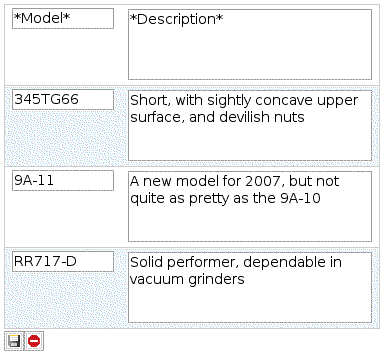 *Model*
*Description*
345TG66
Short, with sightly concave upper
surface, and devilish nuts
9A-11
A new model for 2007, but not
quite as pretty as the 9A-10
RR717-D
Solid performer, dependable in
vacuum grinders